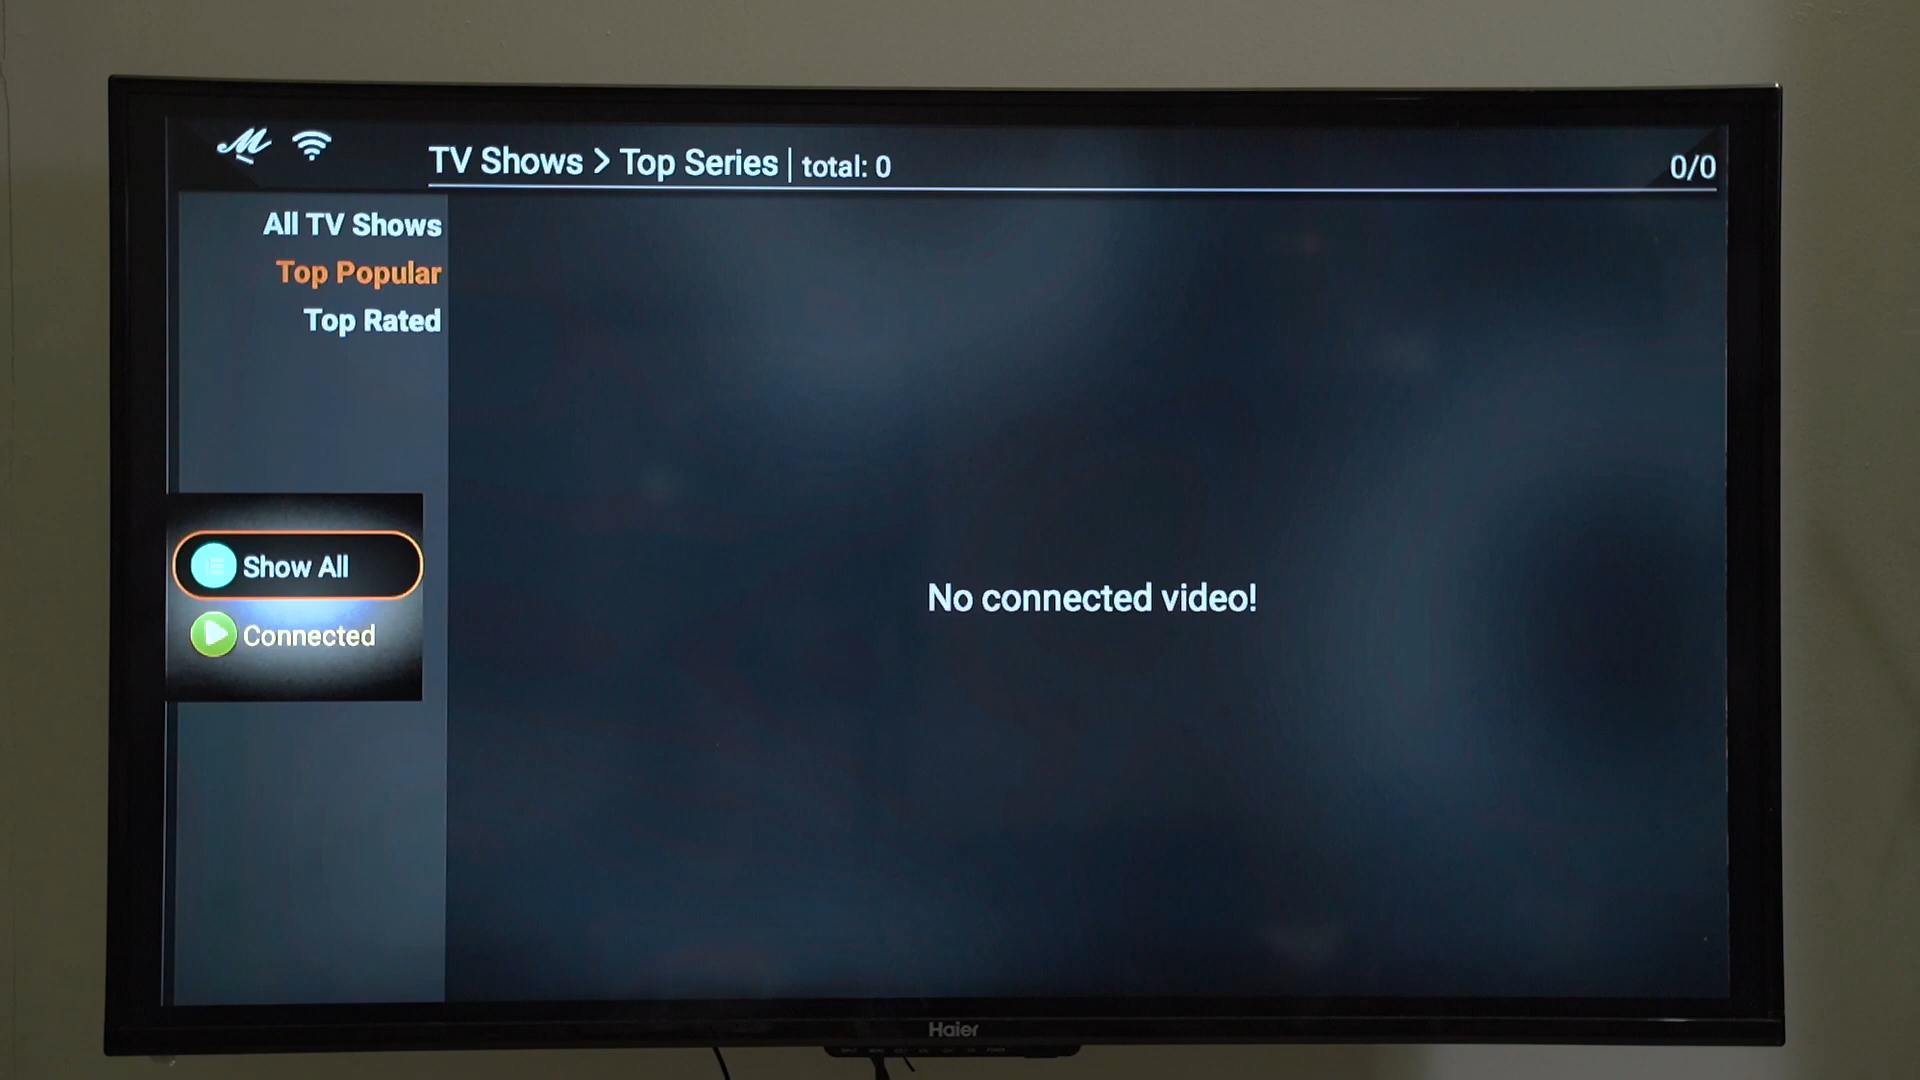 TV Shows > Top Series | total: 0
0/0
All TV Shows
Top Popular
Top Rated
Show All
Connected
No connected video!
Haier